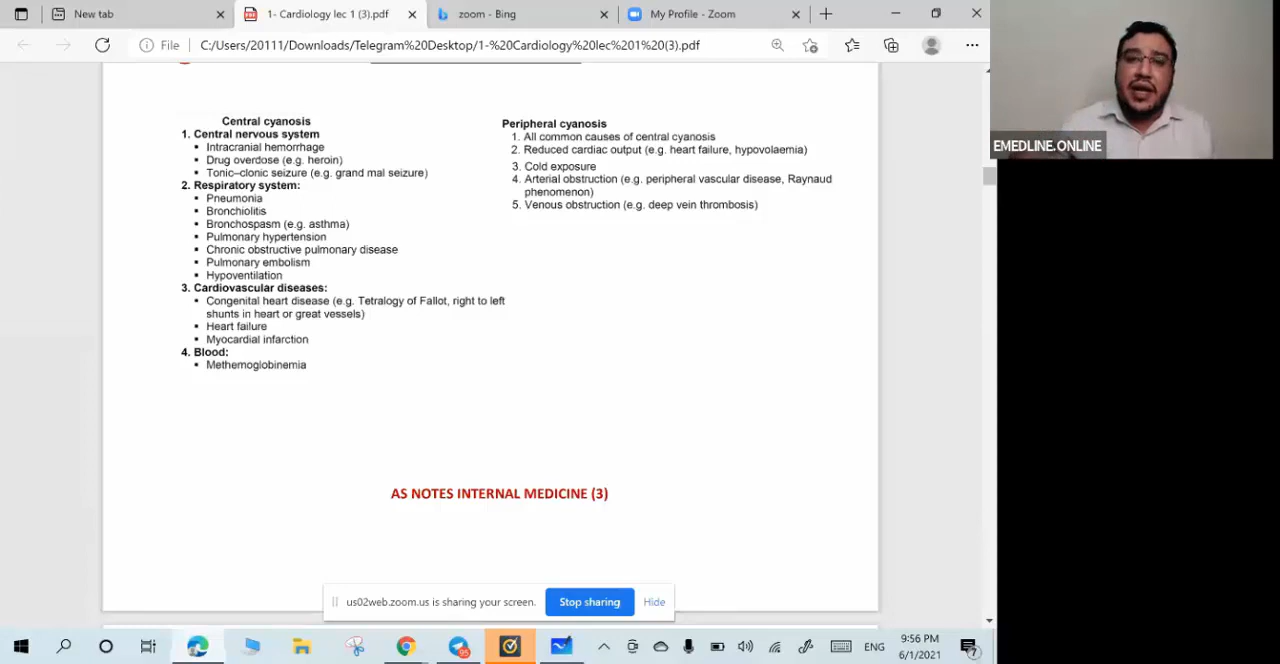 New tab
1- Cardiology lec 1 (3).pdf
zoom - Bing
My Profile - Zoom
File
C:/Users/20111/Downloads/Telegram%20Desktop/1-%20Cardiology%20lec%201%20(3).pdf
EMEDLINE.ONLINE
Central cyanosis
1. Central nervous system
▪ Intracranial hemorrhage
▪ Drug overdose (e.g. heroin)
▪ Tonic–clonic seizure (e.g. grand mal seizure)
2. Respiratory system:
▪ Pneumonia
▪ Bronchiolitis
▪ Bronchospasm (e.g. asthma)
▪ Pulmonary hypertension
▪ Chronic obstructive pulmonary disease
▪ Pulmonary embolism
▪ Hypoventilation
3. Cardiovascular diseases:
▪ Congenital heart disease (e.g. Tetralogy of Fallot, right to left
shunts in heart or great vessels)
▪ Heart failure
▪ Myocardial infarction
4. Blood:
▪ Methemoglobinemia
Peripheral cyanosis
1. All common causes of central cyanosis
2. Reduced cardiac output (e.g. heart failure, hypovolaemia)
3. Cold exposure
4. Arterial obstruction (e.g. peripheral vascular disease, Raynaud
phenomenon)
5. Venous obstruction (e.g. deep vein thrombosis)
AS NOTES INTERNAL MEDICINE (3)
us02web.zoom.us is sharing your screen.
Stop sharing
Hide
95
ENG
9:56 PM
6/1/2021
7